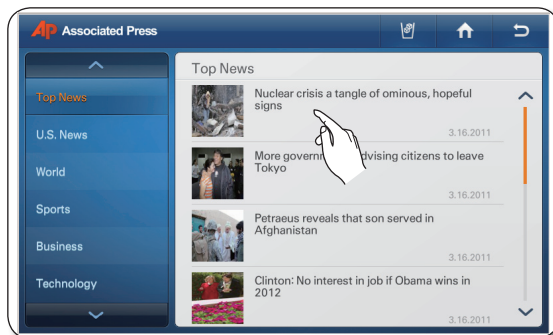 AP Associated Press
Top News
U.S. News
World
Sports
Business
Technology
Top News
Nuclear crisis a tangle of ominous, hopeful
signs
3.16.2011
More govern dvising citizens to leave
Tokyo
3.16.2011
Petraeus reveals that son served in
Afghanistan
3.16.2011
Clinton: No interest in job if Obama wins in
2012
3.16.2011